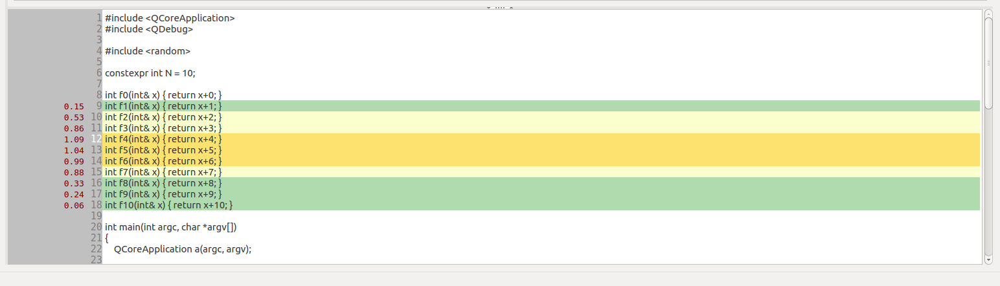 1 #include <QCoreApplication>
2 #include <QDebug>
3
4 #include <random>
5
6 constexpr int N = 10;
7
8 int f0(int& x) { return x+0; }
0.15 9 int f1(int& x) { return x+1; }
0.53 10 int f2(int& x) { return x+2; }
0.86 11 int f3(int& x) { return x+3; }
1.09 12 int f4(int& x) { return x+4; }
1.04 13 int f5(int& x) { return x+5; }
0.99 14 int f6(int& x) { return x+6; }
0.88 15 int f7(int& x) { return x+7; }
0.33 16 int f8(int& x) { return x+8; }
0.24 17 int f9(int& x) { return x+9; }
0.06 18 int f10(int& x) { return x+10; }
19
20 int main(int argc, char *argv[])
21 {
22 QCoreApplication a(argc, argv);
23